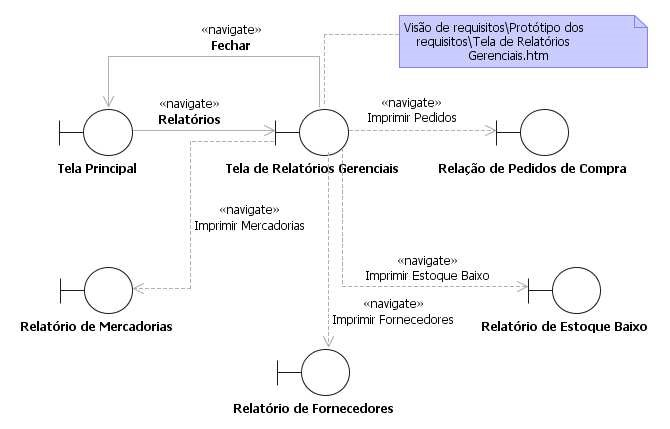 «navigate»
Fechar
Visão de requisitos\Protótipo dos
requisitos\Tela de Relatórios
Gerenciais.htm
«navigate»
Relatórios
«navigate»
Imprimir Pedidos
Tela Principal
Tela de Relatórios Gerenciais
Relação de Pedidos de Compra
«navigate»
Imprimir Mercadorias
«navigate»
Imprimir Estoque Baixo
«navigate»
Imprimir Fornecedores
Relatório de Mercadorias
Relatório de Estoque Baixo
Relatório de Fornecedores